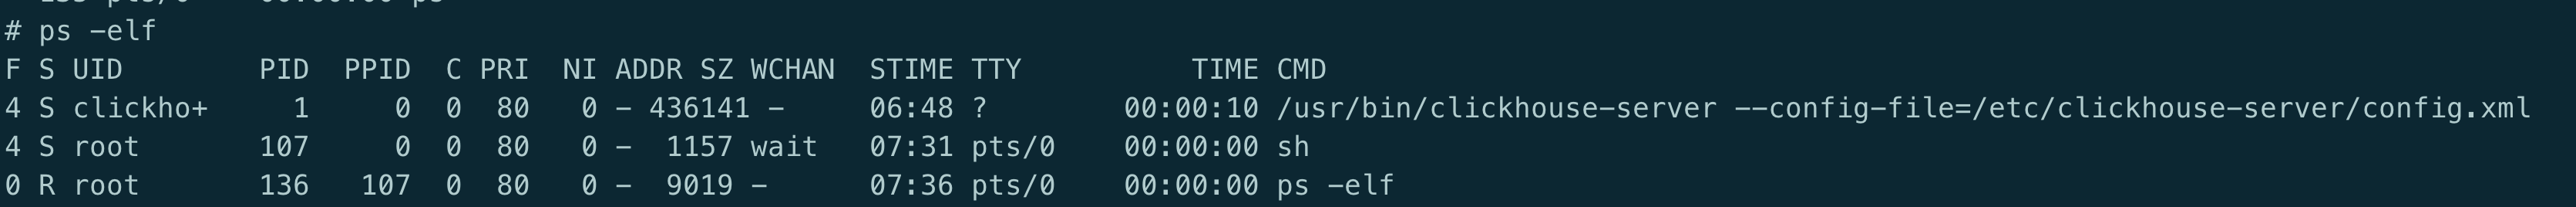 # ps -elf
F S UID        PID  PPID  C PRI  NI ADDR SZ WCHAN  STIME TTY          TIME CMD
4 S clickho+     1     0  0  80   0 - 436141 -     06:48 ?        00:00:10 /usr/bin/clickhouse-server --config-file=/etc/clickhouse-server/config.xml
4 S root       107     0  0  80   0 -  1157 wait   07:31 pts/0    00:00:00 sh
0 R root       136   107  0  80   0 -  9019 -      07:36 pts/0    00:00:00 ps -elf